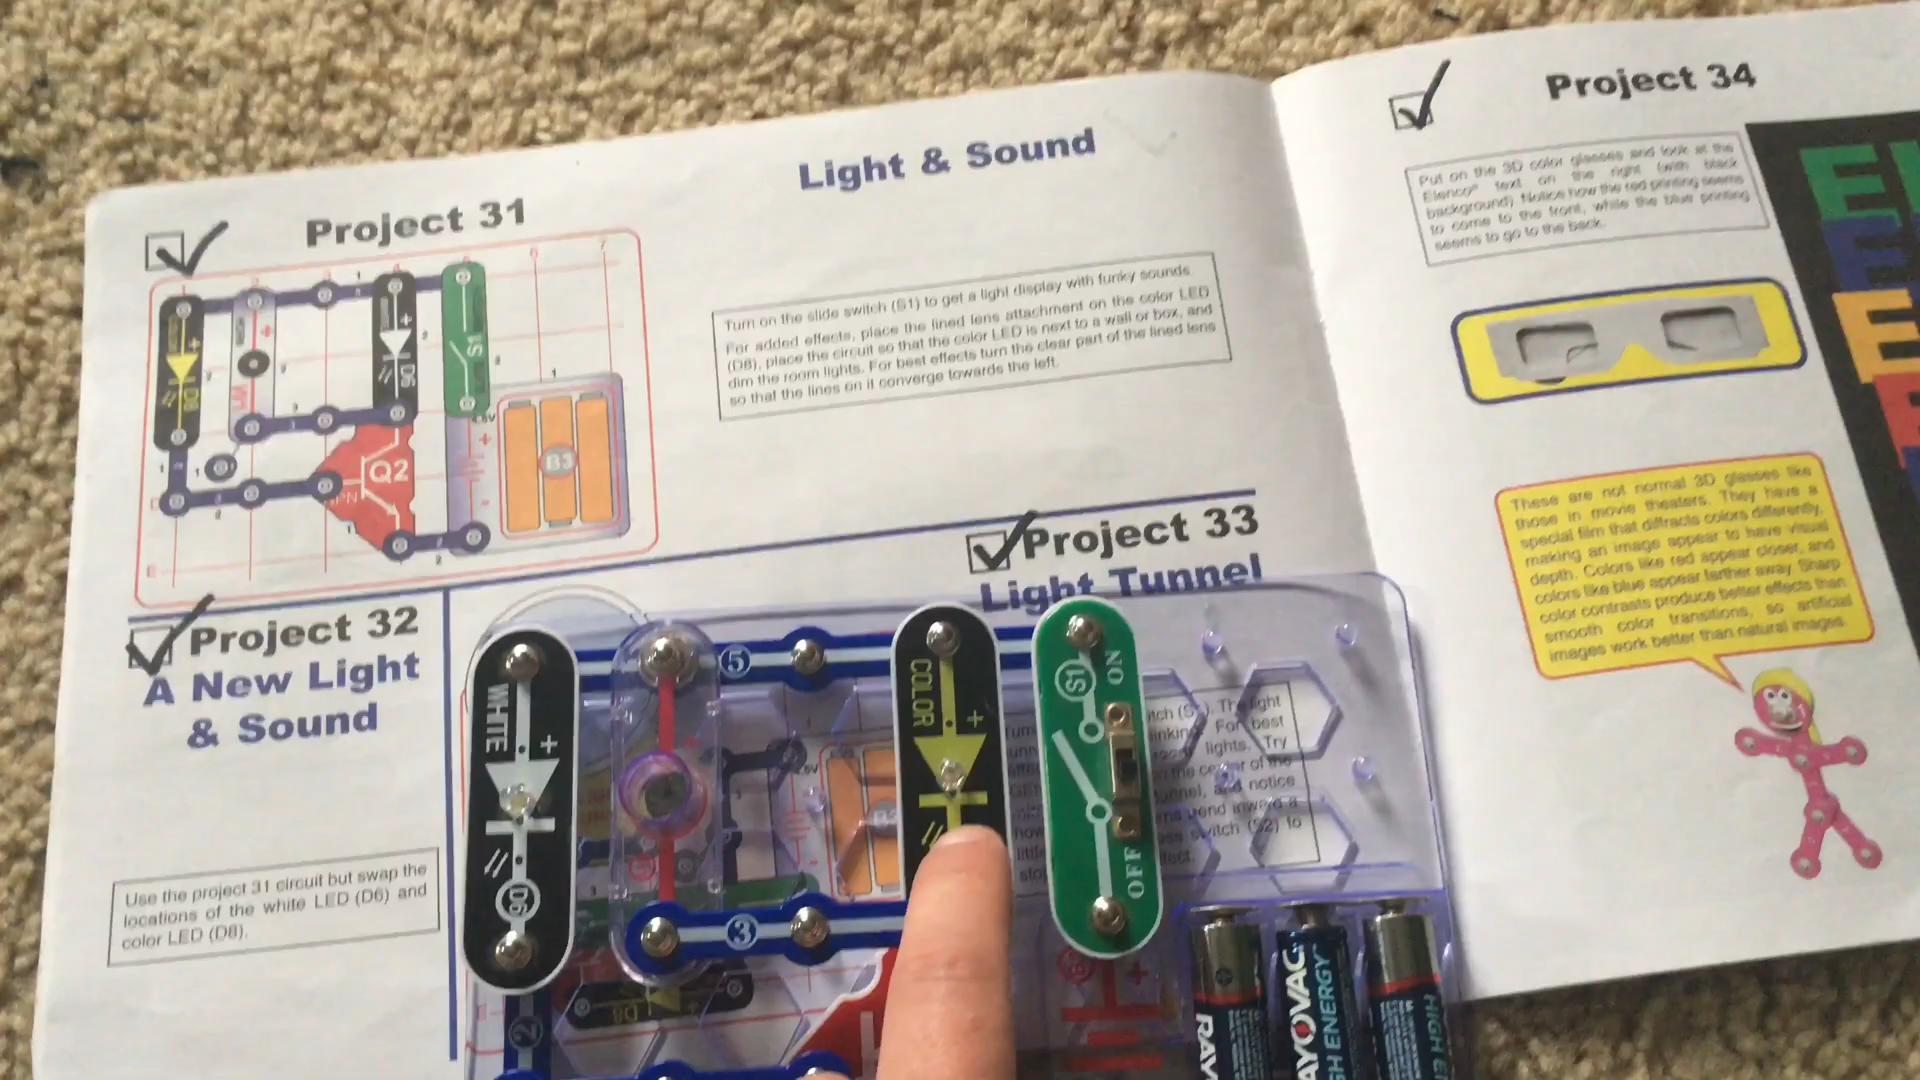 Light & Sound
Project 31
D8
D6
S1
Q2
NPN
4.5V
B3
Turn on the slide switch (S1) to get a light display with funky sounds.
For added effects, place the lined lens attachment on the color LED
(D8), place the circuit so that the color LED is next to a wall or box, and
dim the room lights. For best effects turn the clear part of the lined lens
so that the lines on it converge towards the left.
Project 32
A New Light
& Sound
Use the project 31 circuit but swap the
locations of the white LED (D6) and
color LED (D8).
Project 33
Light Tunnel
WHITE
+
D6
5
3
2
COLOR
+
S1
ON
OFF
D8
RAYOVAC
HIGH ENERGY
Project 34
Put on the 3D color glasses and look at the
Elenco® text on the right (with black
background). Notice how the red printing seems
to come to the front, while the blue printing
seems to go to the back.
These are not normal 3D glasses like
those in movie theaters. They have a
special film that diffracts colors differently,
making an image appear to have visual
depth. Colors like red appear closer, and
colors like blue appear farther away. Sharp
color contrasts produce better effects than
smooth color transitions, so artificial
images work better than natural images.